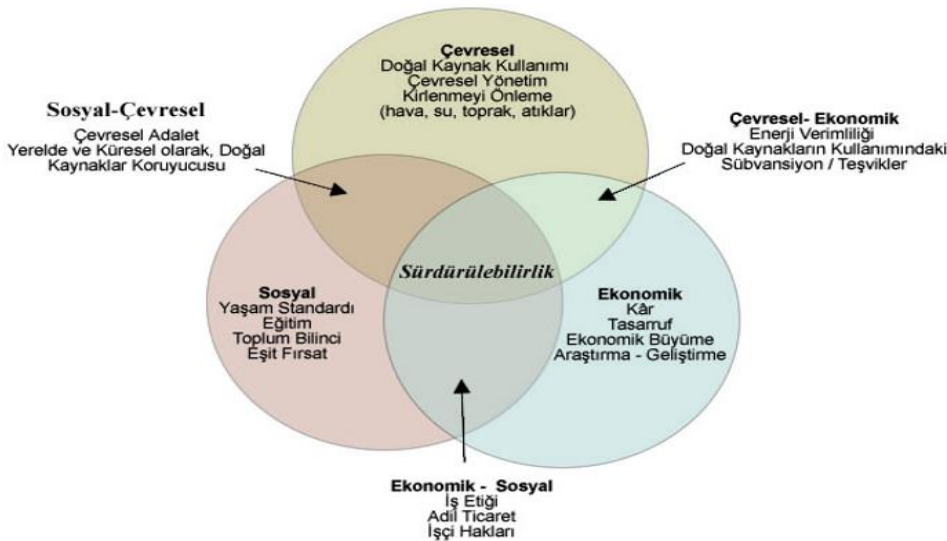 Çevresel
Doğal Kaynak Kullanımı
Çevresel Yönetim
Kirlenmeyi Önleme
(hava, su, toprak, atıklar)
Sosyal-Çevresel
Çevresel Adalet
Yerelde ve Küresel olarak, Doğal
Kaynaklar Koruyucusu
Çevresel- Ekonomik
Enerji Verimliliği
Doğal Kaynakların Kullanımındaki
Sübvansiyon / Teşvikler
Sürdürülebilirlik
Sosyal
Yaşam Standardı
Eğitim
Toplum Bilinci
Eşit Fırsat
Ekonomik
Kâr
Tasarruf
Ekonomik Büyüme
Araştırma - Geliştirme
Ekonomik - Sosyal
İş Etiği
Adil Ticaret
İşçi Hakları